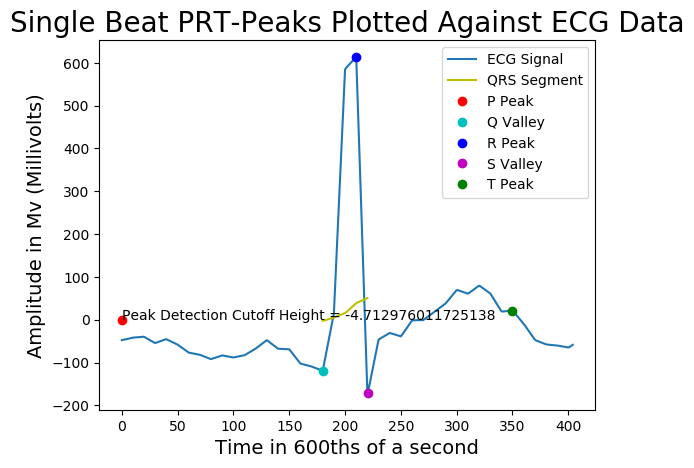 Single Beat PRT-Peaks Plotted Against ECG Data
ECG Signal
QRS Segment
P Peak
Q Valley
R Peak
S Valley
T Peak
Amplitude in Mv (Millivolts)
600
500
400
300
200
100
0
−100
−200
Peak Detection Cutoff Height = -4.712976011725138
0 50 100 150 200 250 300 350 400
Time in 600ths of a second